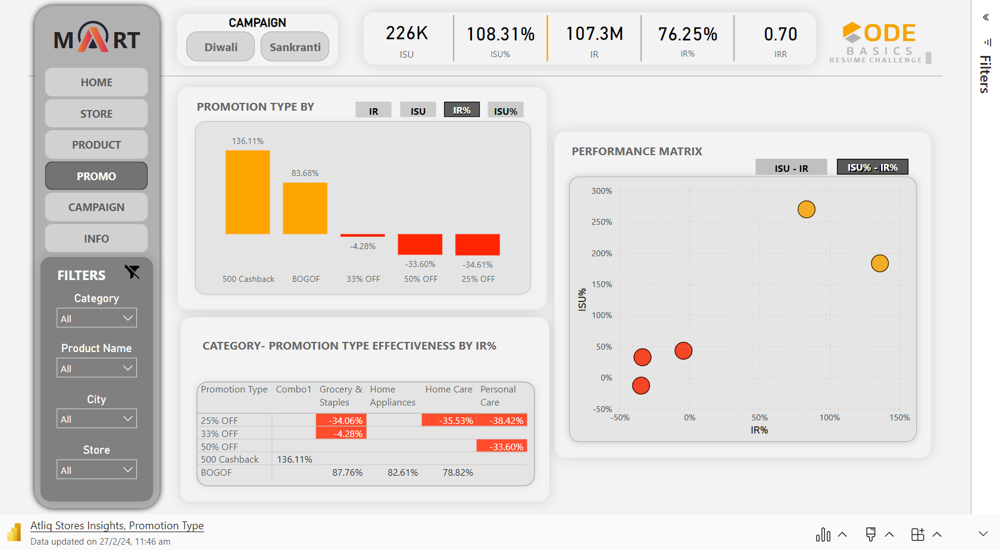 MART
HOME
STORE
PRODUCT
PROMO
CAMPAIGN
INFO
FILTERS
Category
All
Product Name
All
City
All
Store
All
CAMPAIGN
Diwali
Sankranti
226K
ISU
108.31%
ISU%
107.3M
IR
76.25%
IR%
0.70
IRR
CODE
BASICS
RESUME CHALLENGE
Filters
PROMOTION TYPE BY
IR
ISU
IR%
ISU%
136.11%
83.68%
-4.28%
-33.60%
-34.61%
500 Cashback
BOGOF
33% OFF
50% OFF
25% OFF
CATEGORY- PROMOTION TYPE EFFECTIVENESS BY IR%
Promotion Type Combo1 Grocery & Staples Home Appliances Home Care Personal Care
25% OFF -34.06% -35.53% -38.42%
33% OFF -4.28%
50% OFF -33.60%
500 Cashback 136.11%
BOGOF 87.76% 82.61% 78.82%
PERFORMANCE MATRIX
ISU - IR
ISU% - IR%
300%
250%
200%
150%
100%
50%
0%
-50%
ISU%
-50% 0% 50% 100% 150%
IR%
Atliq Stores Insights, Promotion Type
Data updated on 27/2/24, 11:46 am